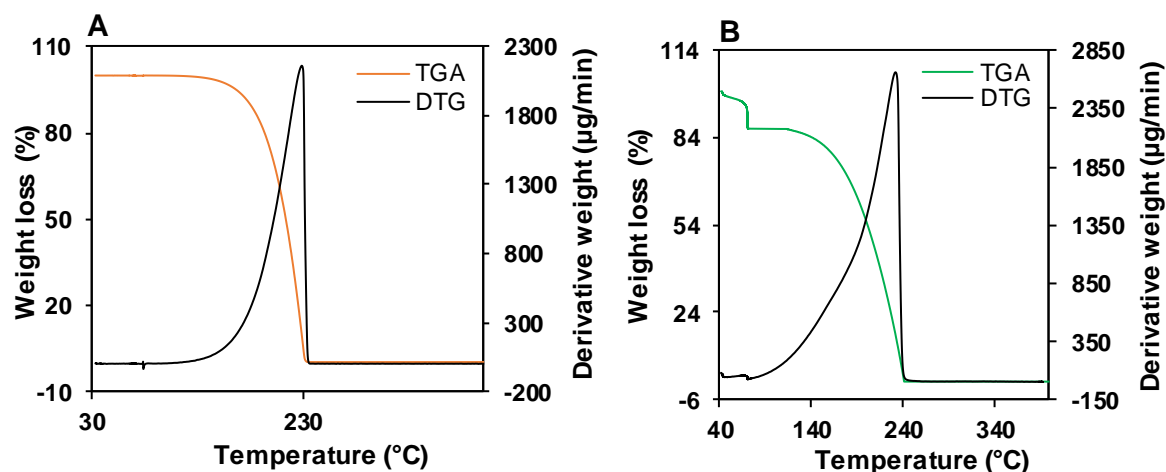 A
110
80
50
20
-10
Weight loss (%)
30
230
Temperature (°C)
2300
1800
1300
800
300
-200
Derivative weight (µg/min)
TGA
DTG
B
114
84
54
24
-6
Weight loss (%)
40
140
240
340
Temperature (°C)
2850
2350
1850
1350
850
350
-150
Derivative weight (µg/min)
TGA
DTG